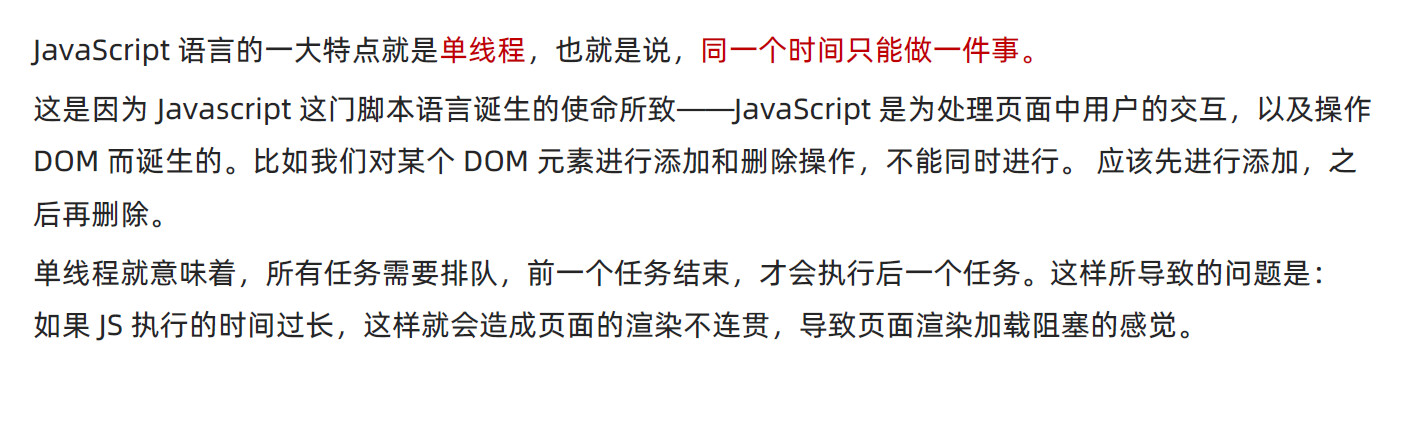 JavaScript 语言的一大特点就是单线程，也就是说，同一个时间只能做一件事。
这是因为 Javascript 这门脚本语言诞生的使命所致——JavaScript 是为处理页面中用户的交互，以及操作
DOM 而诞生的。比如我们对某个 DOM 元素进行添加和删除操作，不能同时进行。 应该先进行添加，之
后再删除。
单线程就意味着，所有任务需要排队，前一个任务结束，才会执行后一个任务。这样所导致的问题是：
如果 JS 执行的时间过长，这样就会造成页面的渲染不连贯，导致页面渲染加载阻塞的感觉。